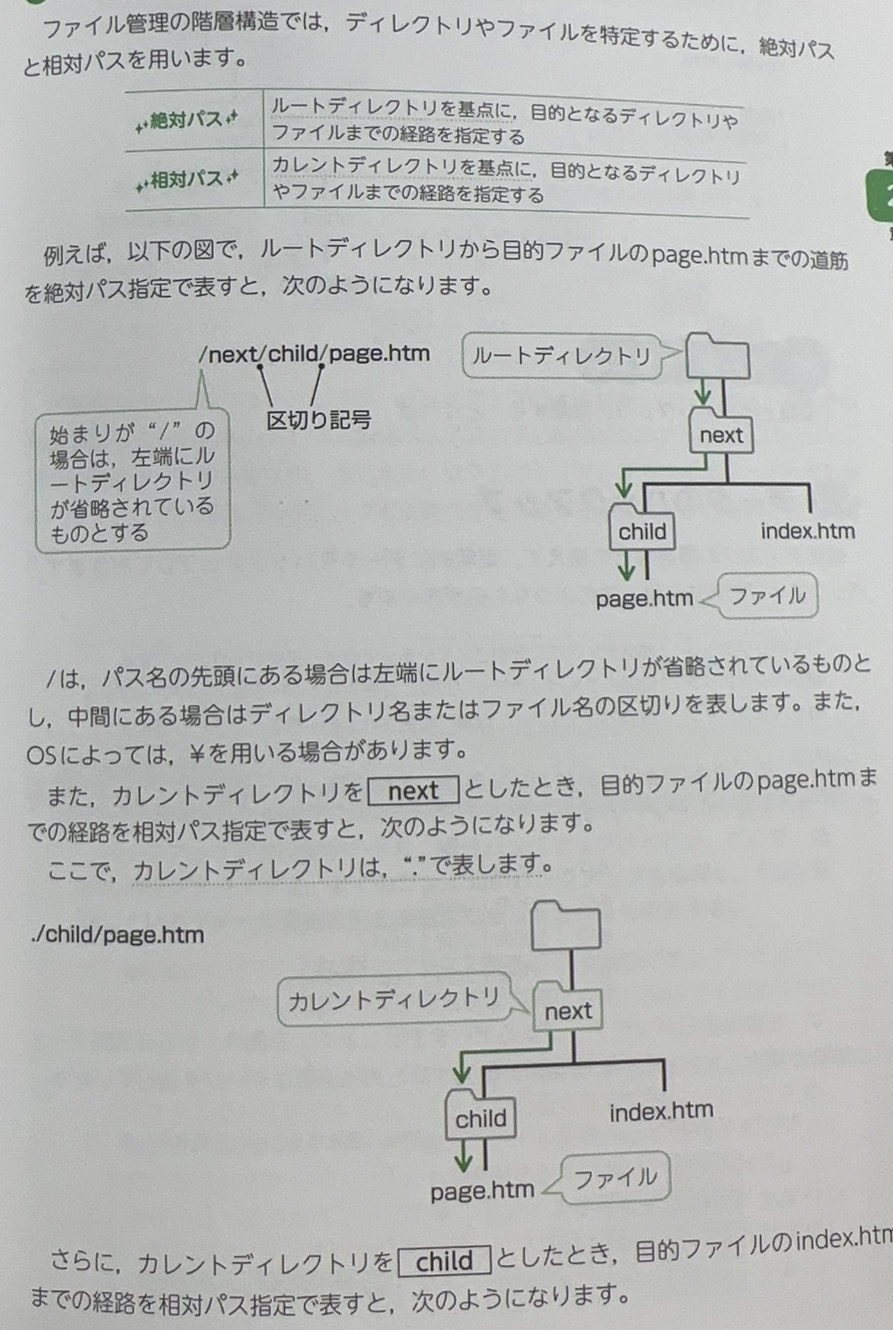 ファイル管理の階層構造では，ディレクトリやファイルを特定するために，絶対パス
と相対パスを用います。
絶対パス
ルートディレクトリを基点に，目的となるディレクトリや
ファイルまでの経路を指定する
相対パス
カレントディレクトリを基点に，目的となるディレクトリ
やファイルまでの経路を指定する
例えば，以下の図で，ルートディレクトリから目的ファイルのpage.htmまでの道筋
を絶対パス指定で表すと，次のようになります。
/next/child/page.htm
区切り記号
始まりが“/”の
場合は，左端にル
ートディレクトリ
が省略されている
ものとする
ルートディレクトリ
next
child
index.htm
page.htm
ファイル
/は，パス名の先頭にある場合は左端にルートディレクトリが省略されているものと
し，中間にある場合はディレクトリ名またはファイル名の区切りを表します。また，
OSによっては，￥を用いる場合があります。
また，カレントディレクトリを next としたとき，目的ファイルのpage.htmま
での経路を相対パス指定で表すと，次のようになります。
ここで，カレントディレクトリは，“.”で表します。
./child/page.htm
カレントディレクトリ
next
child
index.htm
page.htm
ファイル
さらに，カレントディレクトリを child としたとき，目的ファイルのindex.htm
までの経路を相対パス指定で表すと，次のようになります。